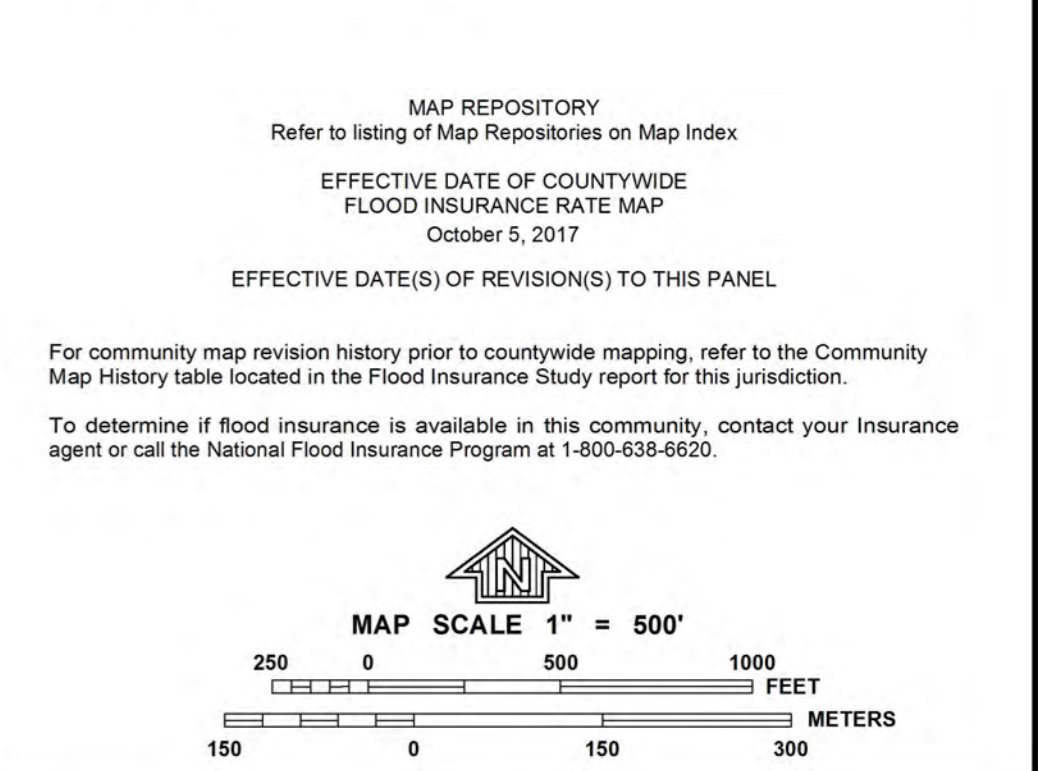 MAP REPOSITORY
Refer to listing of Map Repositories on Map Index
EFFECTIVE DATE OF COUNTYWIDE
FLOOD INSURANCE RATE MAP
October 5, 2017
EFFECTIVE DATE(S) OF REVISION(S) TO THIS PANEL
For community map revision history prior to countywide mapping, refer to the Community
Map History table located in the Flood Insurance Study report for this jurisdiction.
To determine if flood insurance is available in this community, contact your Insurance
agent or call the National Flood Insurance Program at 1-800-638-6620.
N
MAP SCALE 1" = 500'
250 0 500 1000
FEET
METERS
150 0 150 300